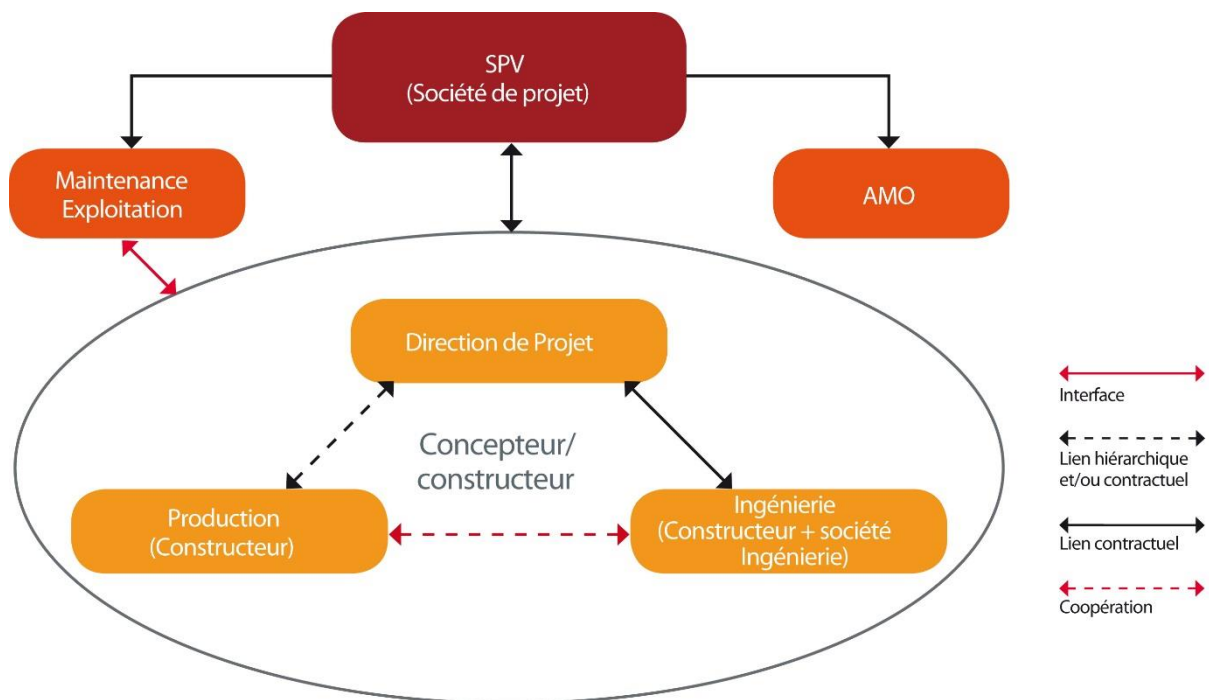 SPV
(Société de projet)
Maintenance
Exploitation
AMO
Direction de Projet
Concepteur/
constructeur
Production
(Constructeur)
Ingénierie
(Constructeur + société
Ingénierie)
Interface
Lien hiérarchique
et/ou contractuel
Lien contractuel
Coopération